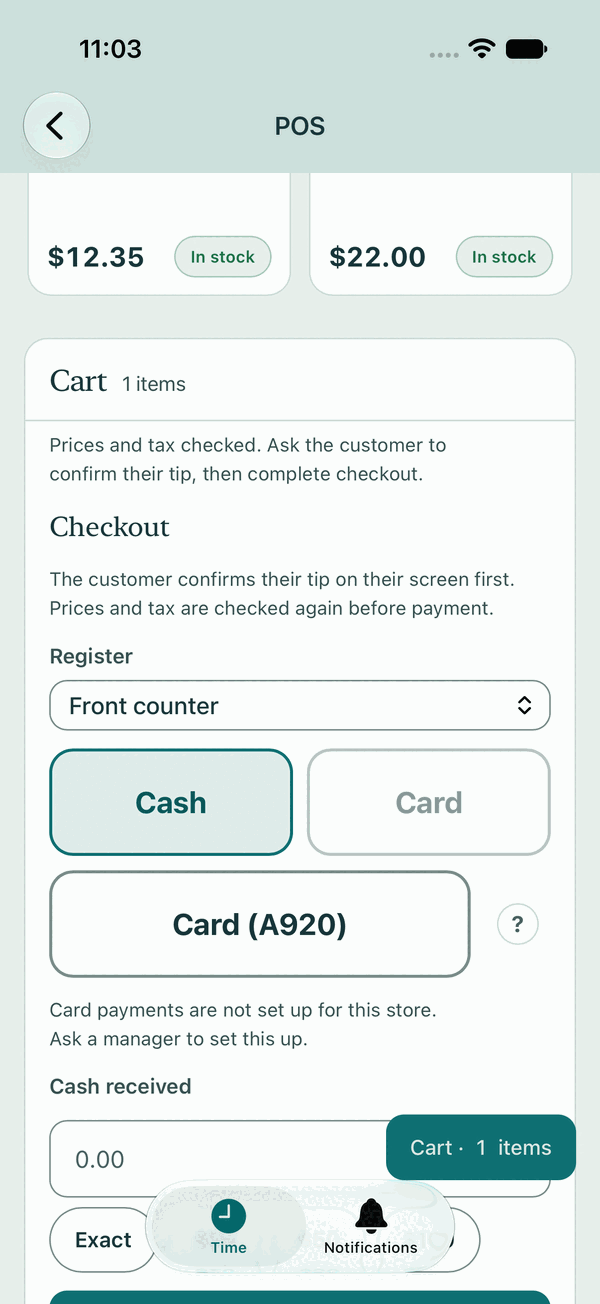 11:03
POS
$12.35
In stock
$22.00
In stock
Cart 1 items
Prices and tax checked. Ask the customer to
confirm their tip, then complete checkout.
Checkout
The customer confirms their tip on their screen first.
Prices and tax are checked again before payment.
Register
Front counter
Cash
Card
Card (A920)
?
Card payments are not set up for this store.
Ask a manager to set this up.
Cash received
0.00
Cart · 1 items
Exact
Time
Notifications